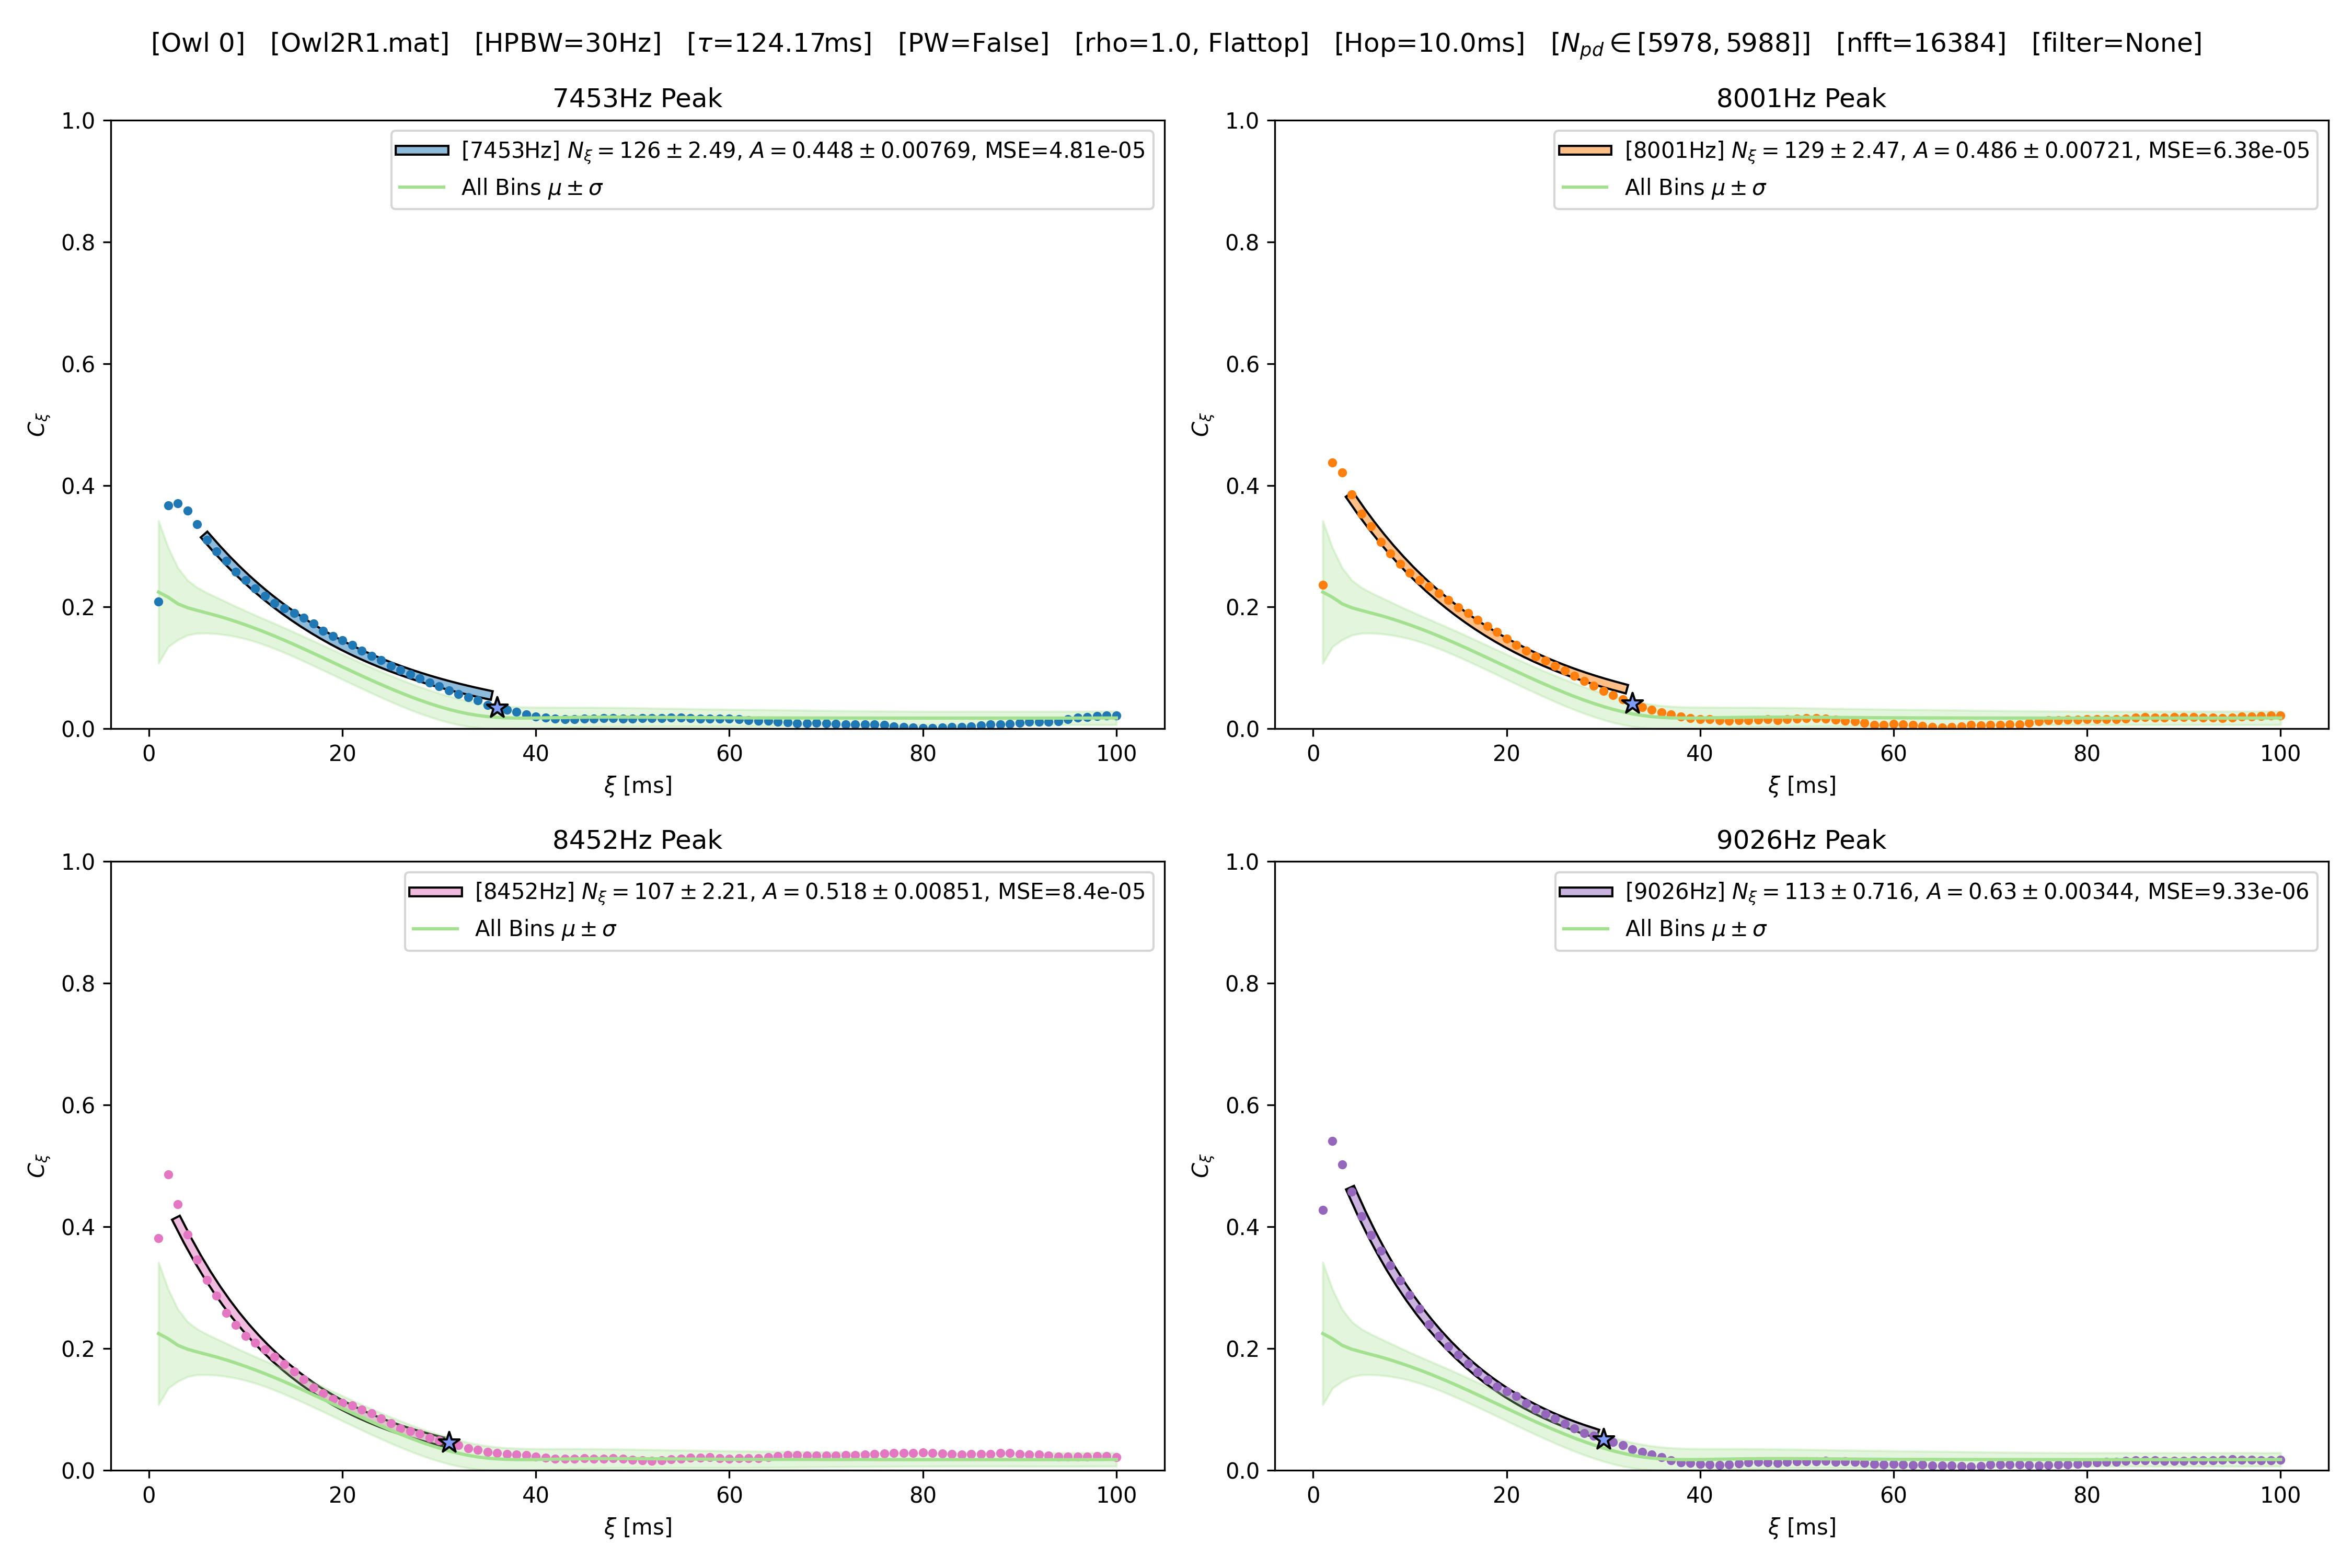 [Owl 0] [Owl2R1.mat] [HPBW=30Hz] [τ=124.17ms] [PW=False] [rho=1.0, Flattop] [Hop=10.0ms] [N_pd ∈ [5978, 5988]] [nfft=16384] [filter=None]
7453Hz Peak
[7453Hz] N_ξ = 126 ± 2.49, A = 0.448 ± 0.00769, MSE=4.81e-05
All Bins μ ± σ
1.0
0.8
0.6
0.4
0.2
0.0
C_ξ
0 20 40 60 80 100
ξ [ms]
8001Hz Peak
[8001Hz] N_ξ = 129 ± 2.47, A = 0.486 ± 0.00721, MSE=6.38e-05
All Bins μ ± σ
1.0
0.8
0.6
0.4
0.2
0.0
C_ξ
0 20 40 60 80 100
ξ [ms]
8452Hz Peak
[8452Hz] N_ξ = 107 ± 2.21, A = 0.518 ± 0.00851, MSE=8.4e-05
All Bins μ ± σ
1.0
0.8
0.6
0.4
0.2
0.0
C_ξ
0 20 40 60 80 100
ξ [ms]
9026Hz Peak
[9026Hz] N_ξ = 113 ± 0.716, A = 0.63 ± 0.00344, MSE=9.33e-06
All Bins μ ± σ
1.0
0.8
0.6
0.4
0.2
0.0
C_ξ
0 20 40 60 80 100
ξ [ms]